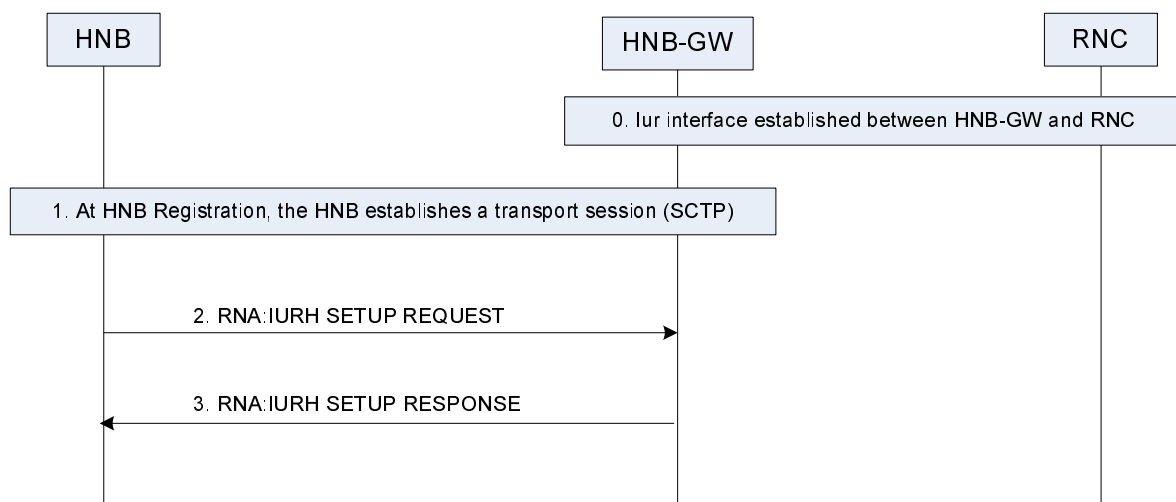 HNB
HNB-GW
RNC
0. Iur interface established between HNB-GW and RNC
1. At HNB Registration, the HNB establishes a transport session (SCTP)
2. RNA:IURH SETUP REQUEST
3. RNA:IURH SETUP RESPONSE